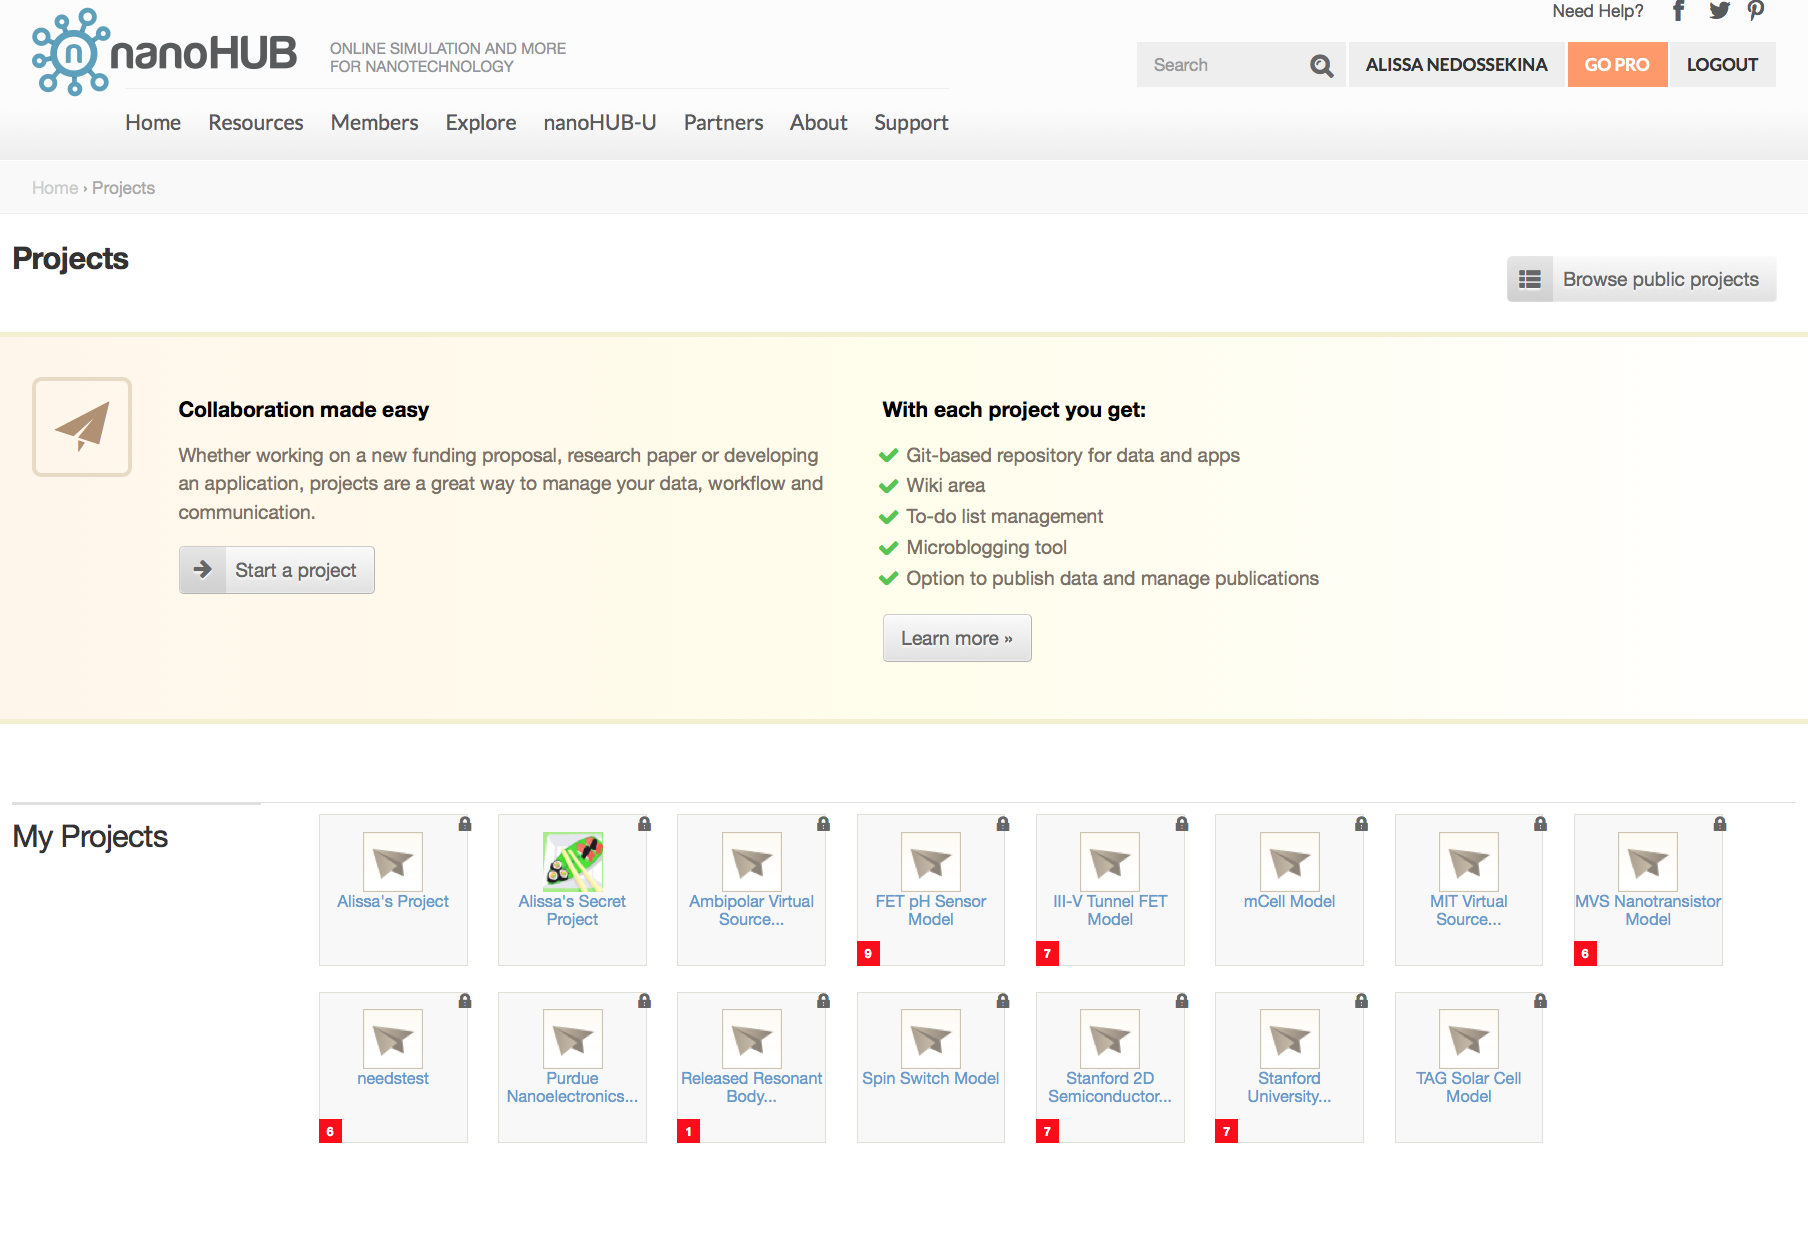 Need Help?
n nanoHUB
ONLINE SIMULATION AND MORE
FOR NANOTECHNOLOGY
Search
ALISSA NEDOSSEKINA
GO PRO
LOGOUT
Home Resources Members Explore nanoHUB-U Partners About Support
Home › Projects
Projects
Browse public projects
Collaboration made easy
Whether working on a new funding proposal, research paper or developing
an application, projects are a great way to manage your data, workflow and
communication.
Start a project
With each project you get:
Git-based repository for data and apps
Wiki area
To-do list management
Microblogging tool
Option to publish data and manage publications
Learn more »
My Projects
Alissa's Project
Alissa's Secret
Project
Ambipolar Virtual
Source...
FET pH Sensor
Model
9
III-V Tunnel FET
Model
7
mCell Model
MIT Virtual
Source...
MVS Nanotransistor
Model
6
needstest
6
Purdue
Nanoelectronics...
Released Resonant
Body...
1
Spin Switch Model
Stanford 2D
Semiconductor...
7
Stanford
University...
7
TAG Solar Cell
Model